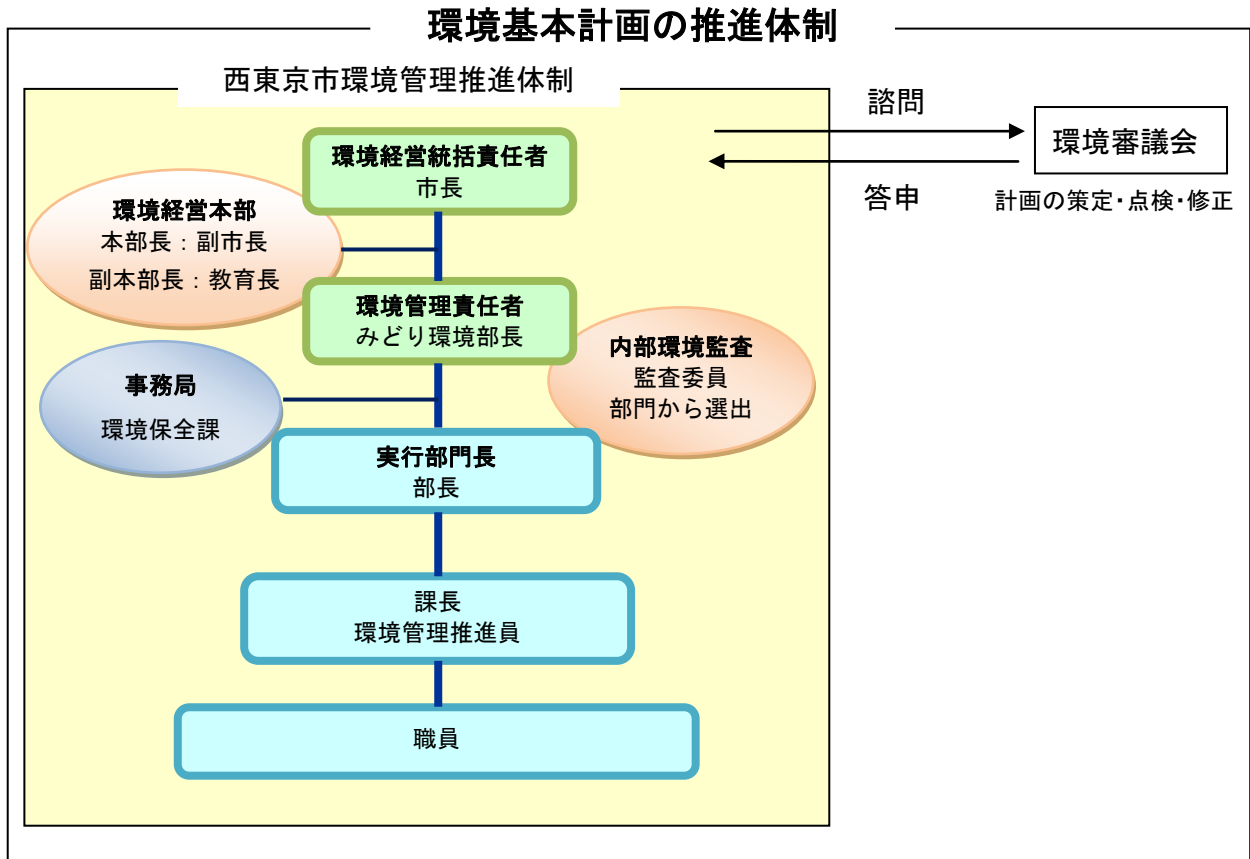 環境基本計画の推進体制
西東京市環境管理推進体制
環境経営統括責任者
市長
環境経営本部
本部長：副市長
副本部長：教育長
環境管理責任者
みどり環境部長
内部環境監査
監査委員
部門から選出
事務局
環境保全課
実行部門長
部長
課長
環境管理推進員
職員
諮問
答申
環境審議会
計画の策定・点検・修正